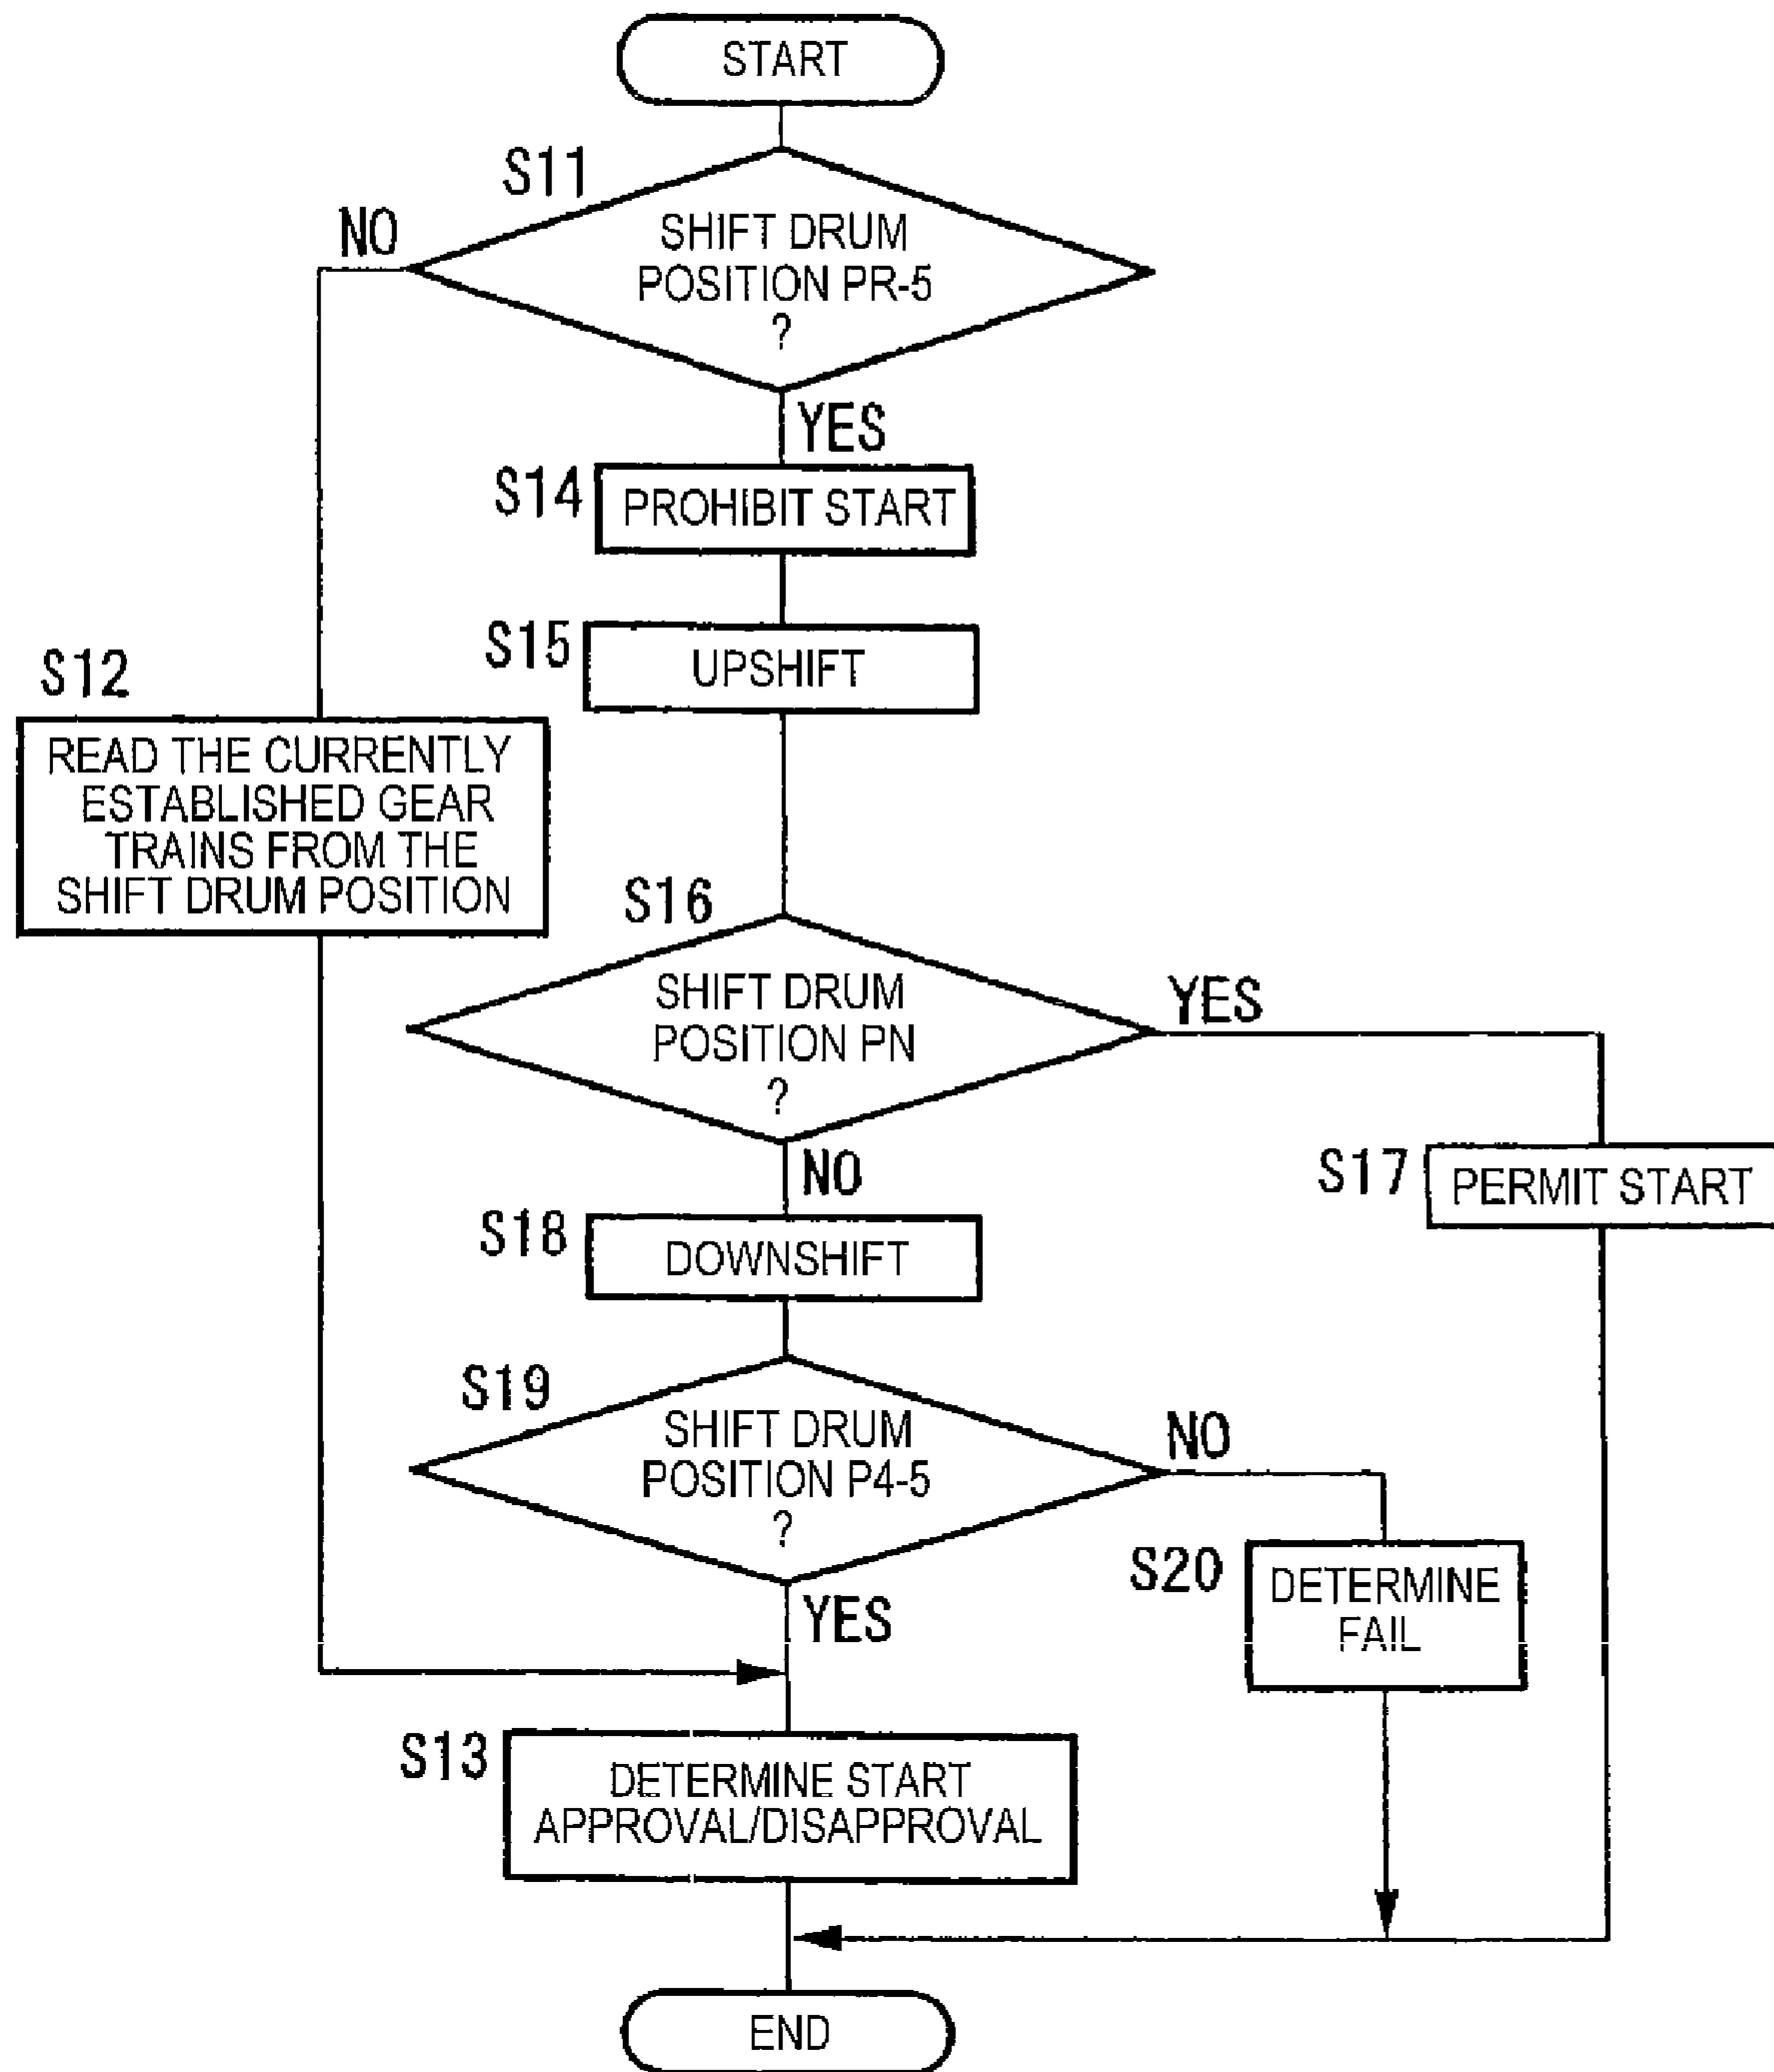 START
S11
NO
SHIFT DRUM
POSITION PR-5
?
YES
S14
PROHIBIT START
S15
UPSHIFT
S12
READ THE CURRENTLY
ESTABLISHED GEAR
TRAINS FROM THE
SHIFT DRUM POSITION
S16
SHIFT DRUM
POSITION PN
?
YES
NO
S17
PERMIT START
S18
DOWNSHIFT
S19
SHIFT DRUM
POSITION P4-5
?
NO
YES
S20
DETERMINE
FAIL
S13
DETERMINE START
APPROVAL/DISAPPROVAL
END